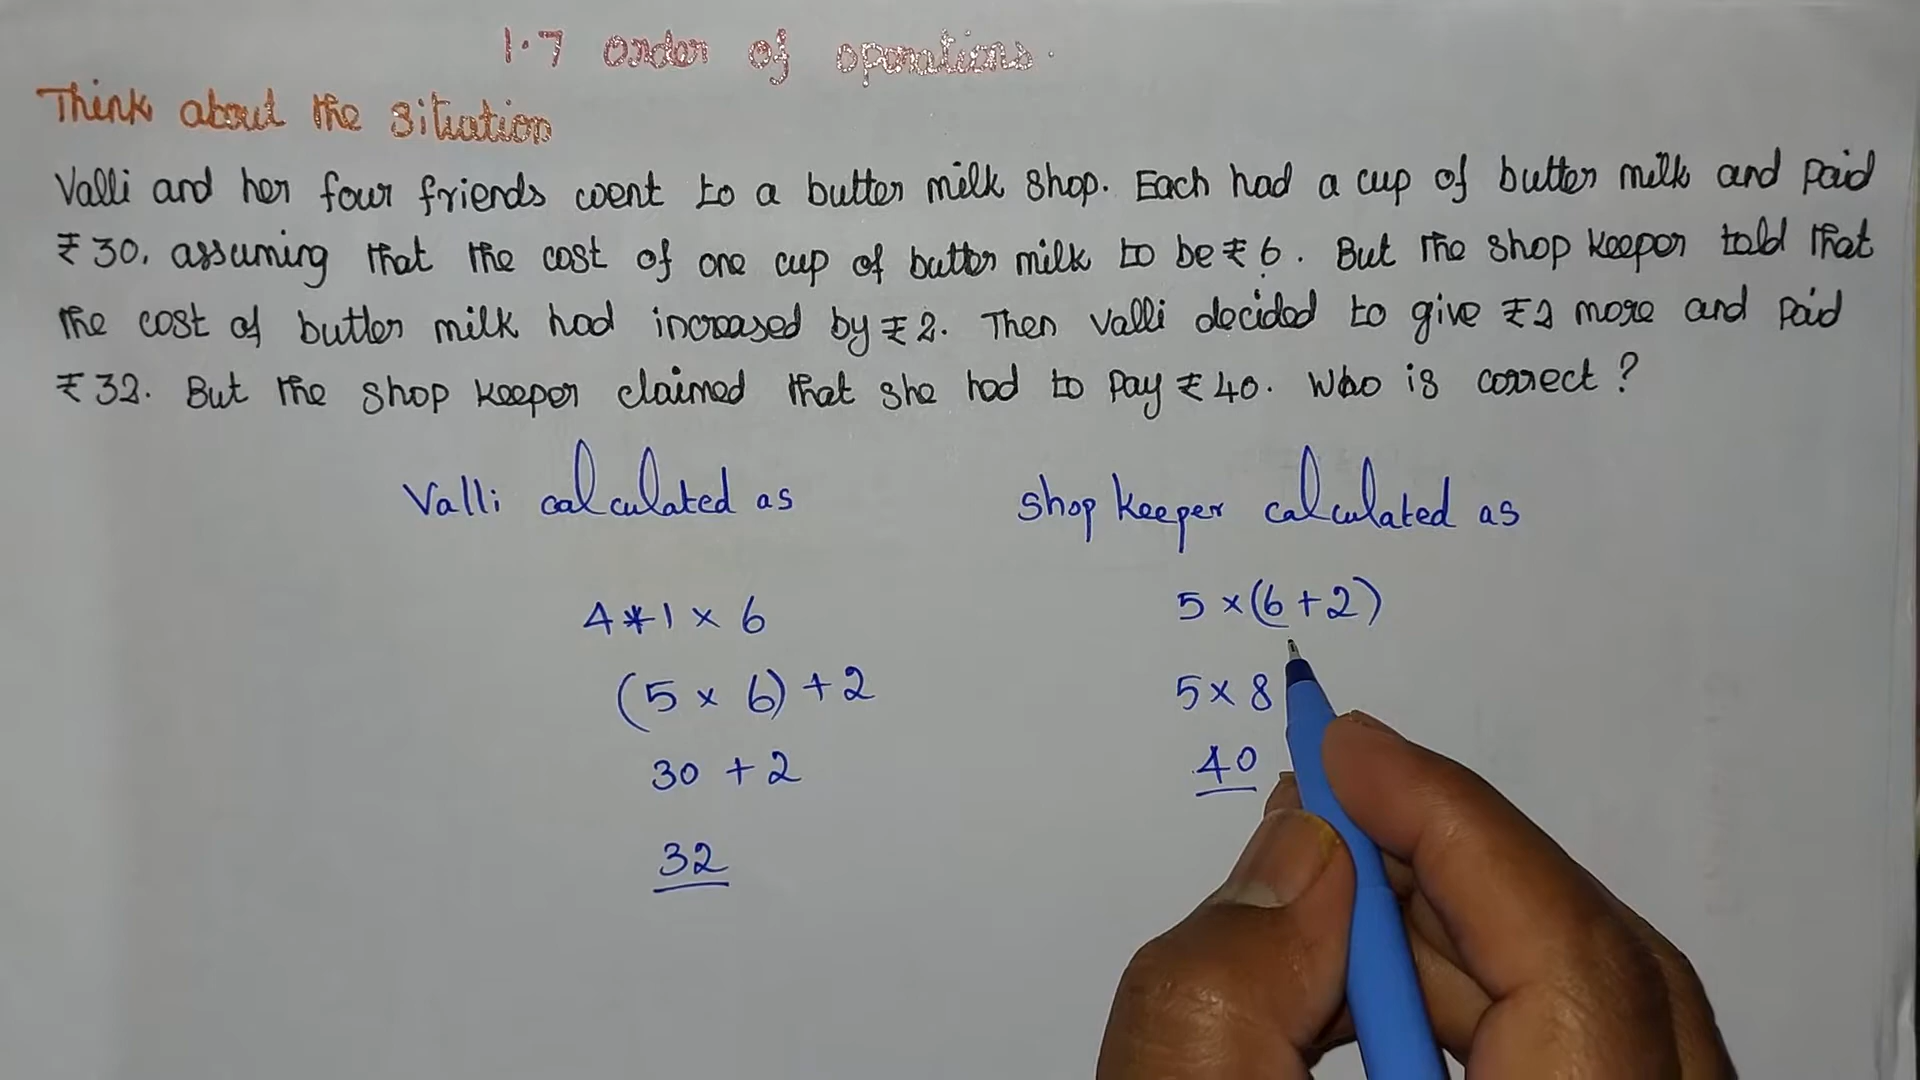 1.7 Order of operations.
Think about the situation
Valli and her four friends went to a butter milk shop. Each had a cup of butter milk and paid
₹30, assuming that the cost of one cup of butter milk to be ₹6. But the shop keeper told that
the cost of butter milk had increased by ₹2. Then Valli decided to give ₹2 more and paid
₹32. But the shop keeper claimed that she had to pay ₹40. Who is correct?
Valli calculated as
shop keeper calculated as
4 + 1 × 6
(5 × 6) + 2
30 + 2
32
5 × (6 + 2)
5 × 8
40